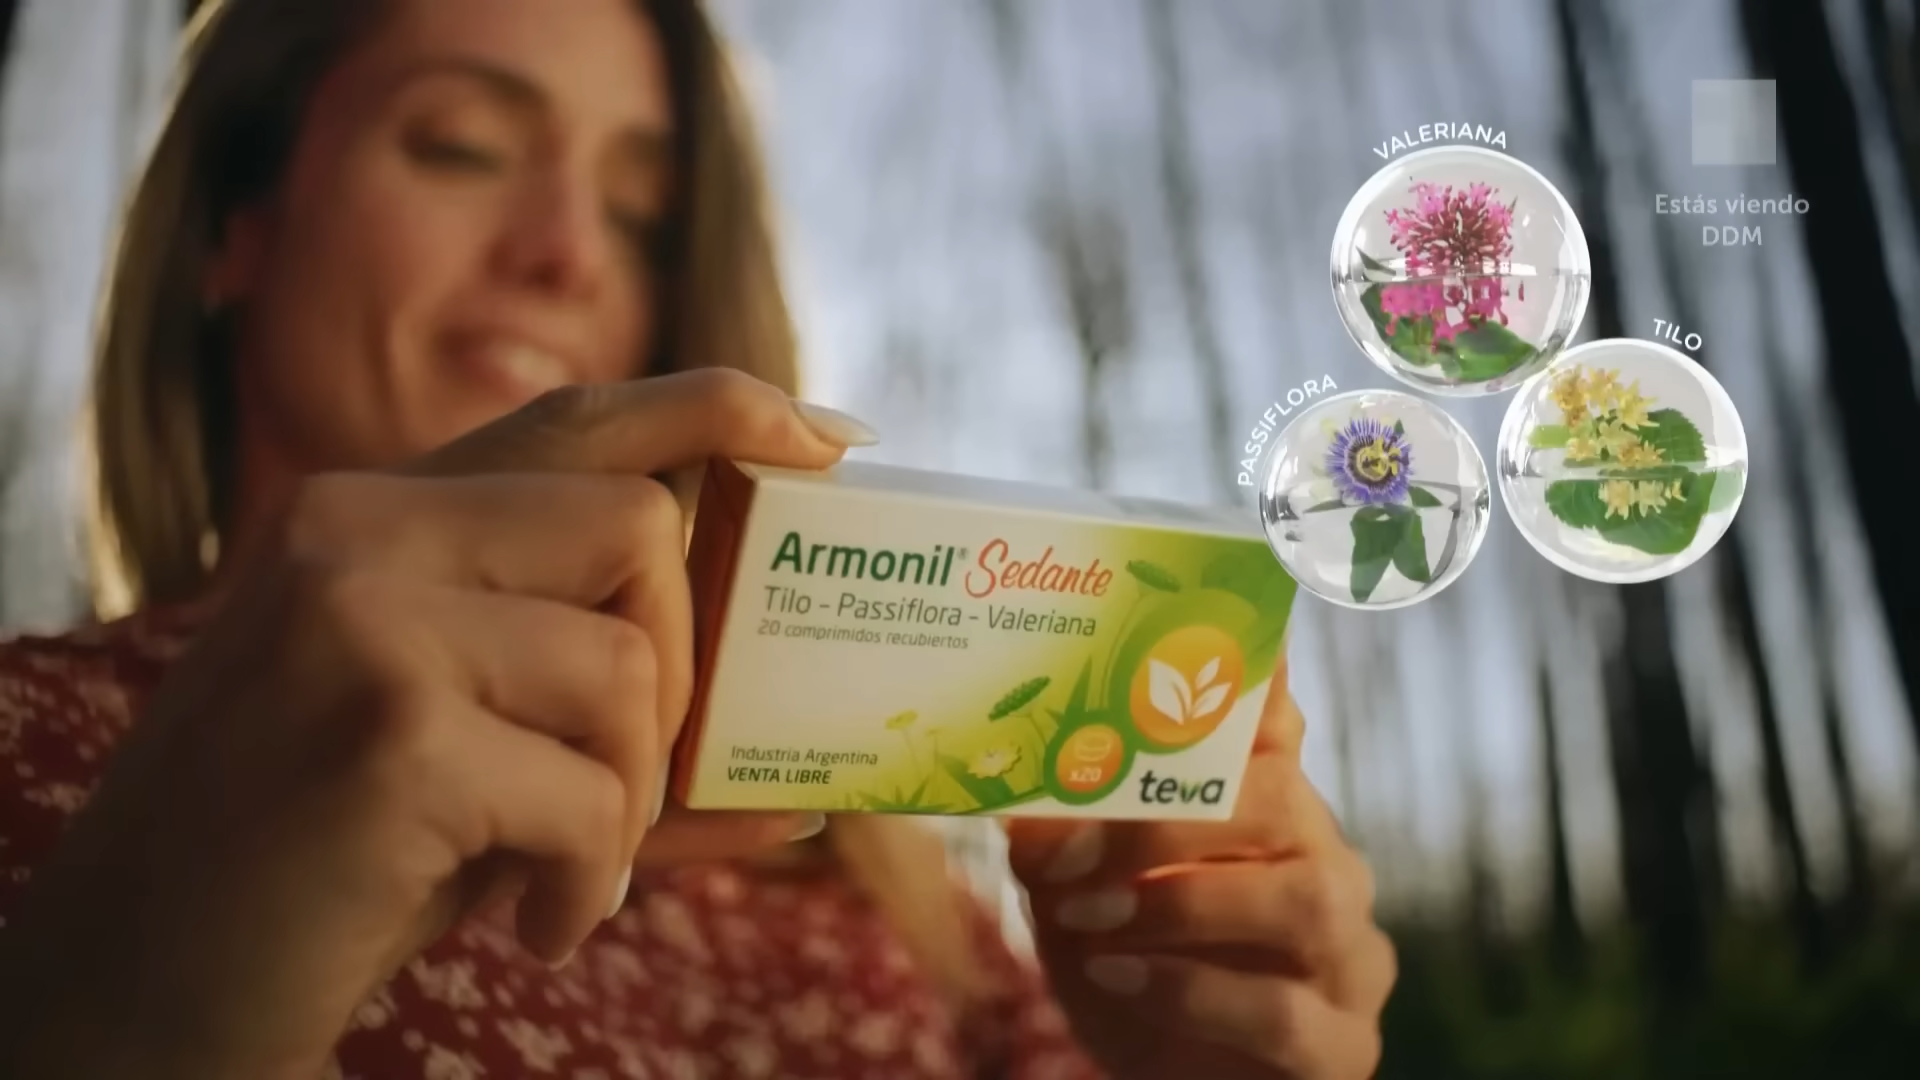 VALERIANA
Estás viendo
DDM
TILO
PASSIFLORA
Armonil® Sedante
Tilo - Passiflora - Valeriana
20 comprimidos recubiertos
Industria Argentina
VENTA LIBRE
x20
teva